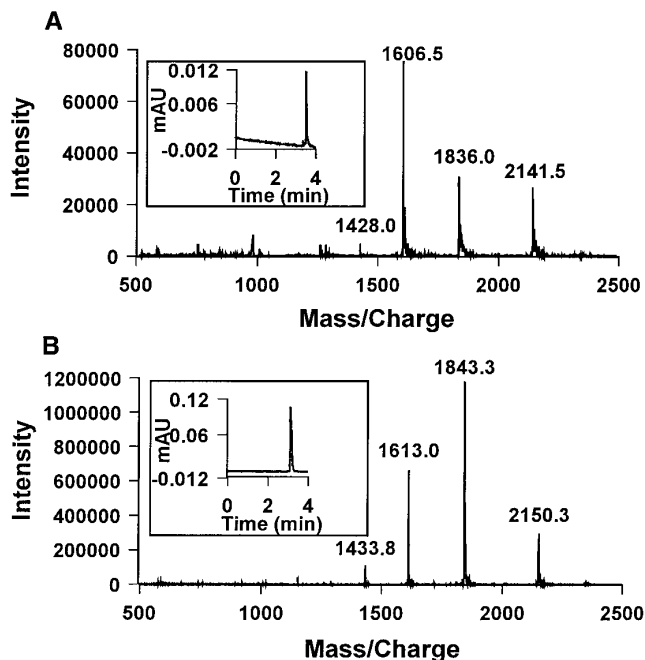 A
80000
60000
40000
20000
0
Intensity
0.012
0.006
-0.002
mAU
0 2 4
Time (min)
1428.0
1606.5
1836.0
2141.5
500 1000 1500 2000 2500
Mass/Charge
B
1200000
1000000
800000
600000
400000
200000
0
Intensity
0.12
0.06
-0.012
mAU
0 2 4
Time (min)
1433.8
1613.0
1843.3
2150.3
500 1000 1500 2000 2500
Mass/Charge